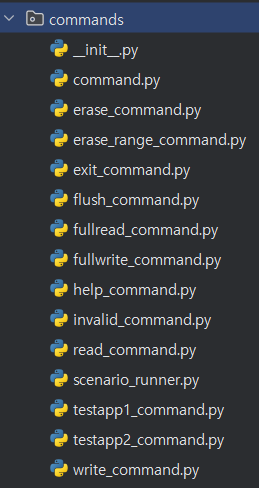 commands
__init__.py
command.py
erase_command.py
erase_range_command.py
exit_command.py
flush_command.py
fullread_command.py
fullwrite_command.py
help_command.py
invalid_command.py
read_command.py
scenario_runner.py
testapp1_command.py
testapp2_command.py
write_command.py